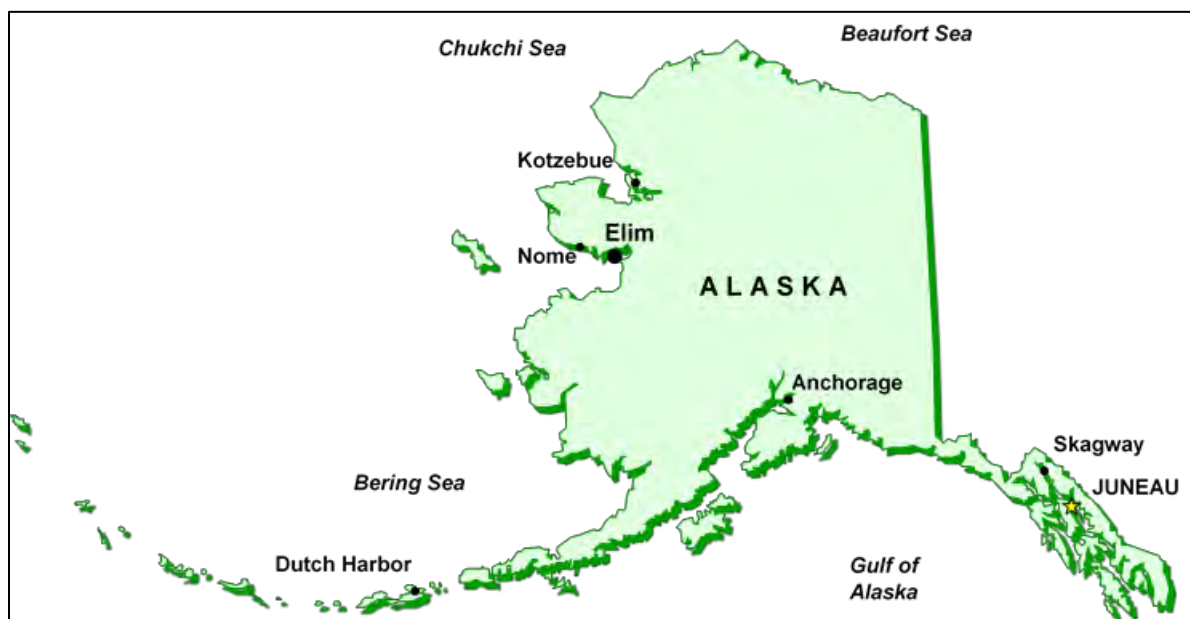 Beaufort Sea
Chukchi Sea
Kotzebue
Elim
Nome
ALASKA
Anchorage
Skagway
Bering Sea
JUNEAU
Dutch Harbor
Gulf of
Alaska